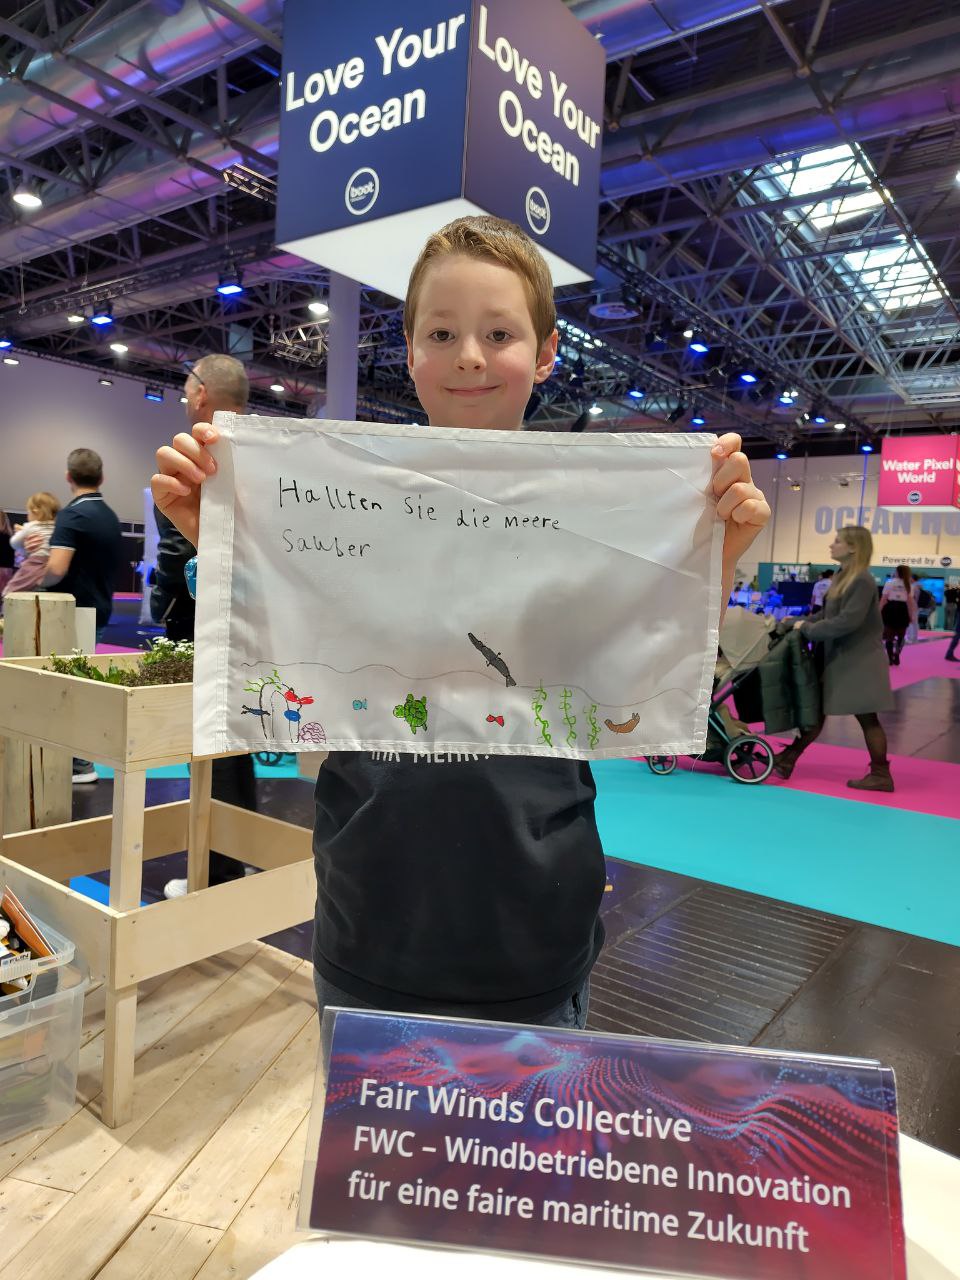 Love Your
Ocean
boot
Love Your
Ocean
boot
Hallten Sie die Meere
Sauber
Water Pixel
World
Powered by
Fair Winds Collective
FWC – Windbetriebene Innovation
für eine faire maritime Zukunft